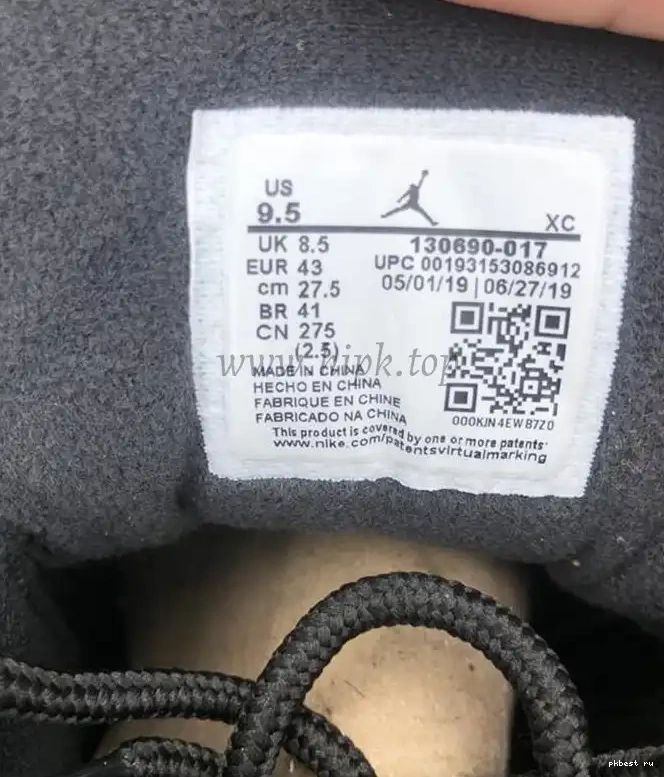 US
9.5
XC
UK 8.5
EUR 43
cm 27.5
BR 41
CN 275
(2.5)
130690-017
UPC 00193153086912
05/01/19 | 06/27/19
MADE IN CHINA
HECHO EN CHINA
FABRIQUE EN CHINE
FABRICADO NA CHINA
000KJN4EWB7Z0
This product is covered by one or more patents
www.nike.com/patentsvirtualmarking
www.hipk.top
pkbest ru